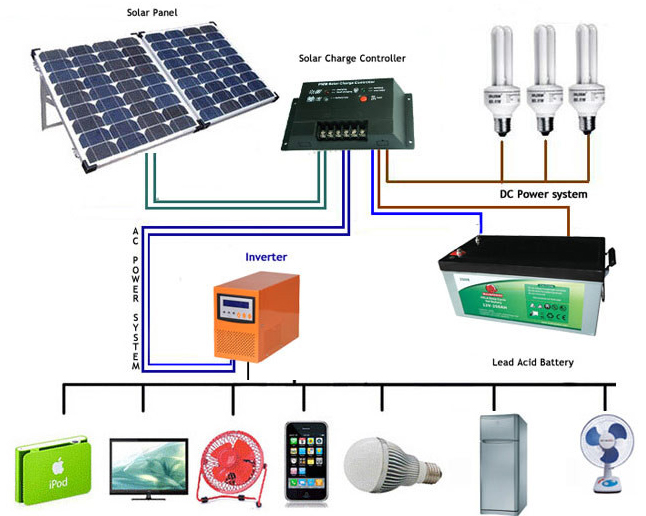 Solar Panel
Solar Charge Controller
DC Power system
AC POWER SYSTEM
Inverter
Lead Acid Battery
iPod